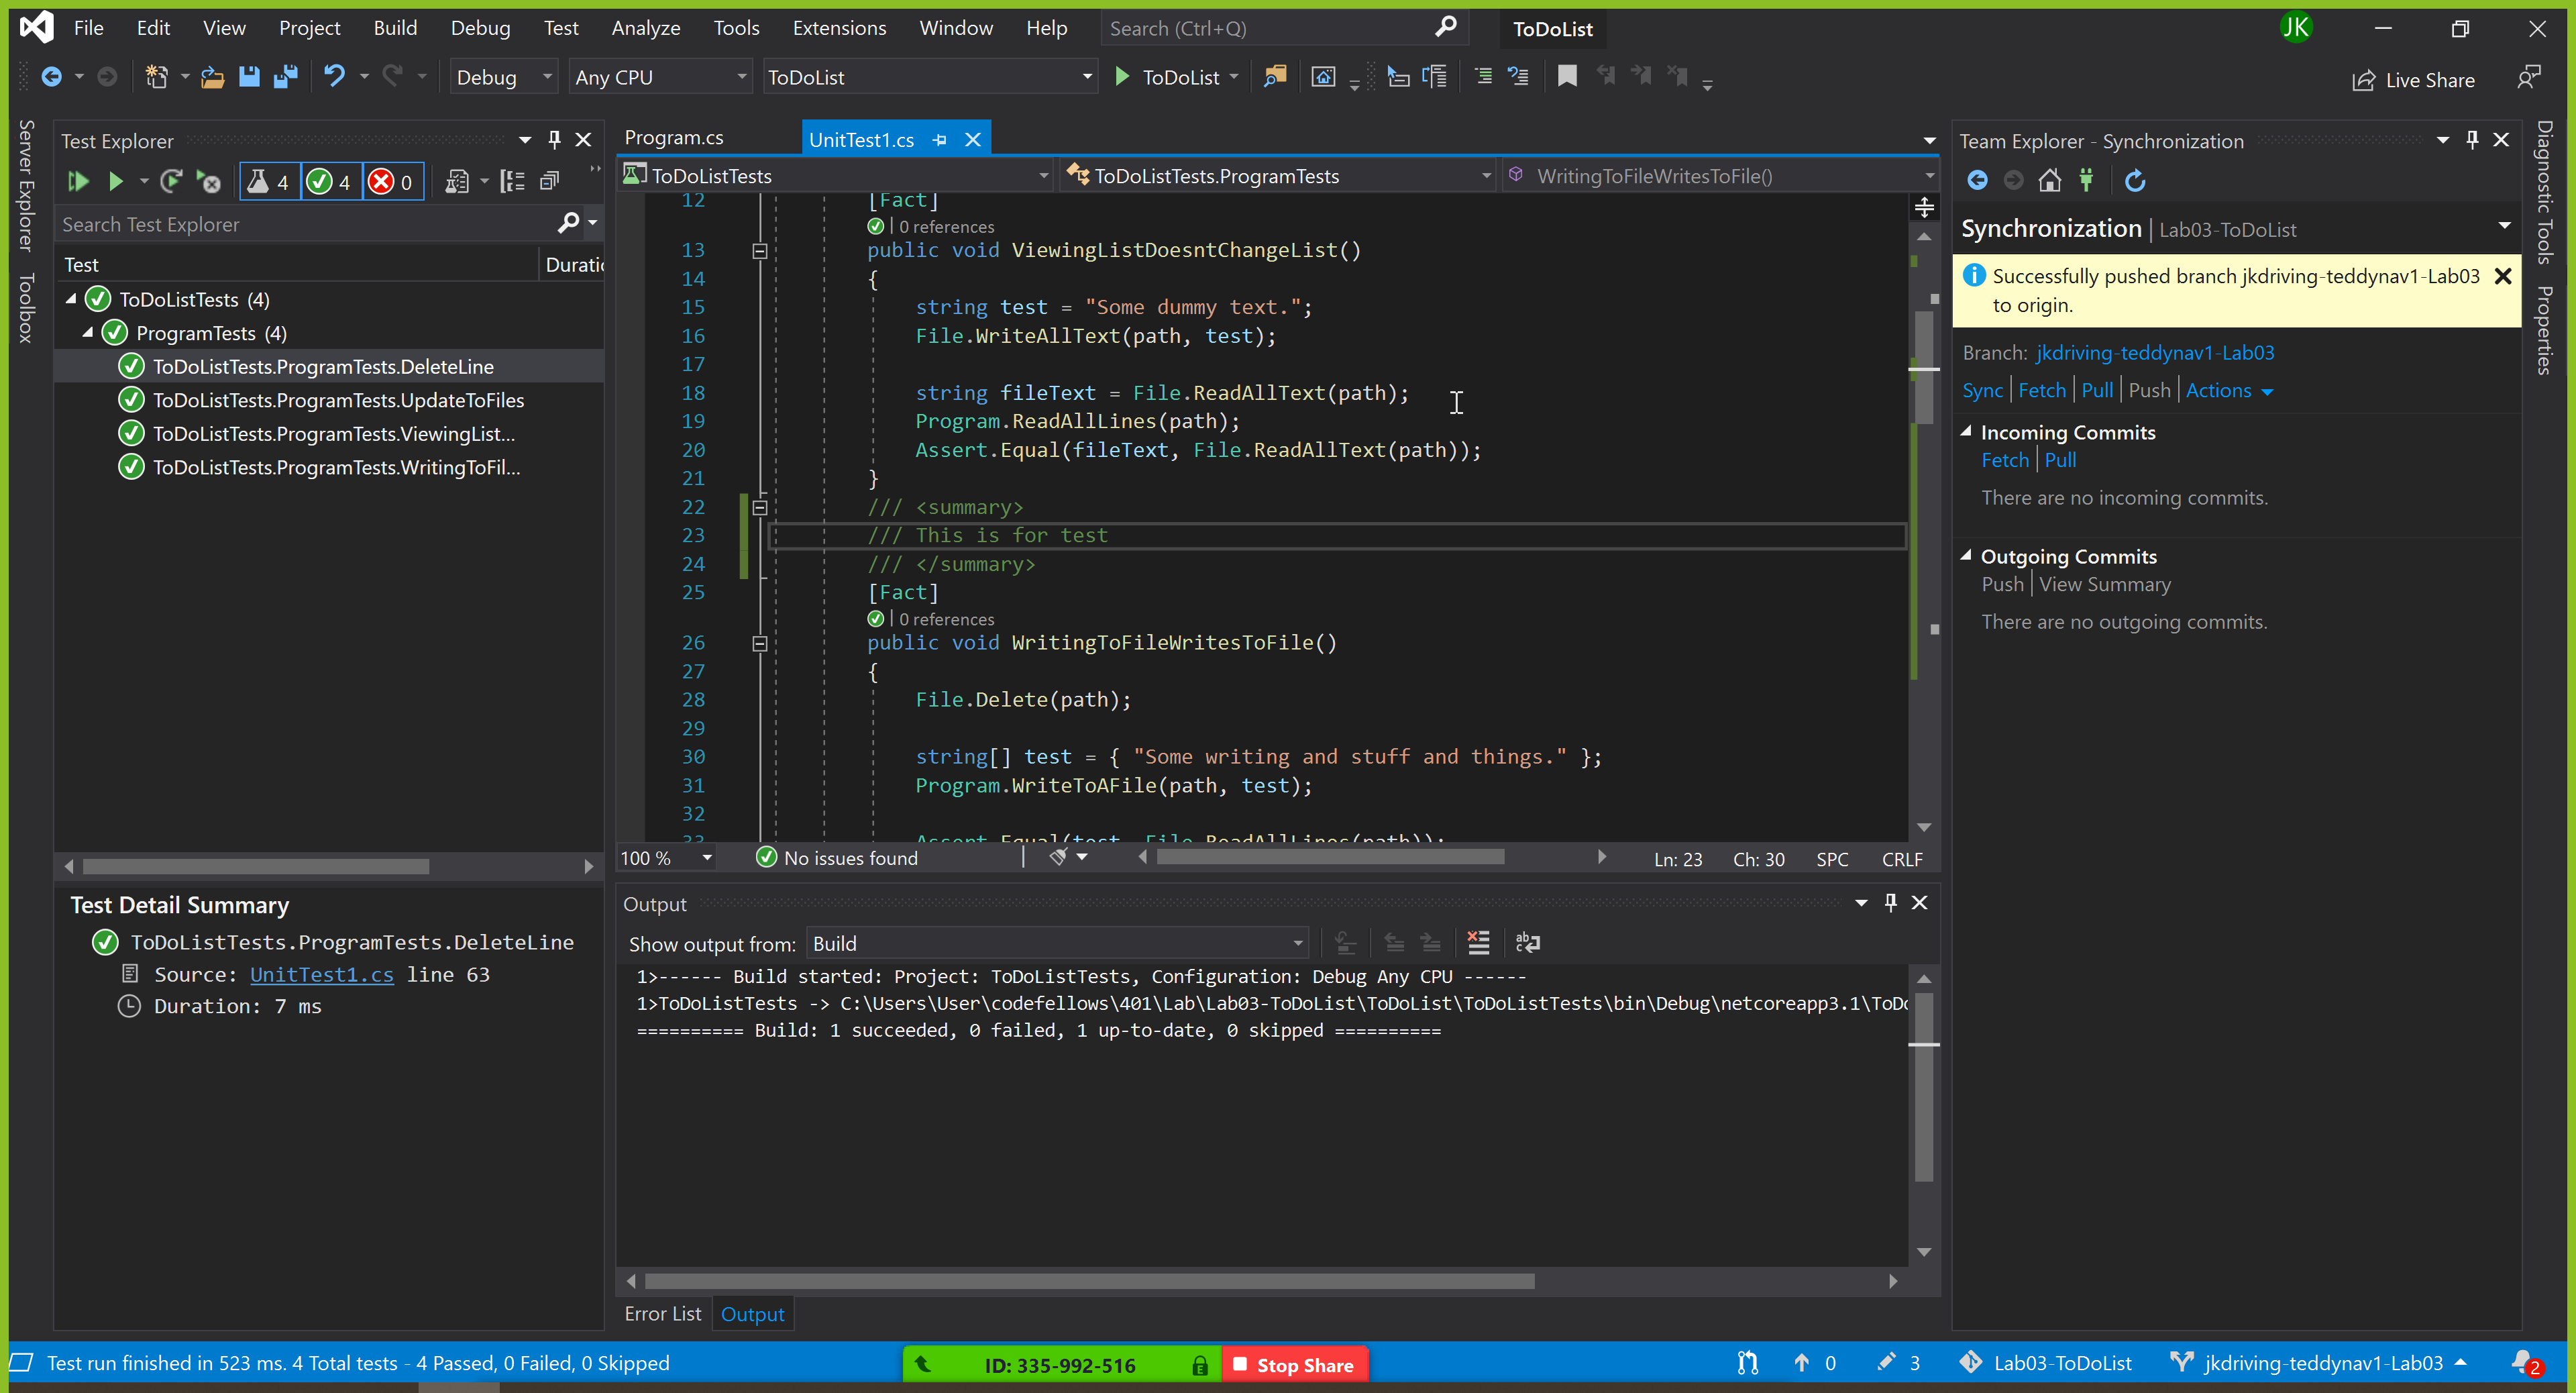 File Edit View Project Build Debug Test Analyze Tools Extensions Window Help Search (Ctrl+Q) ToDoList JK
Debug Any CPU ToDoList ToDoList Live Share
Server Explorer
Toolbox
Test Explorer
4 4 0
Search Test Explorer
Test
ToDoListTests (4)
ProgramTests (4)
ToDoListTests.ProgramTests.DeleteLine
ToDoListTests.ProgramTests.UpdateToFiles
ToDoListTests.ProgramTests.ViewingList...
ToDoListTests.ProgramTests.WritingToFil...
Test Detail Summary
ToDoListTests.ProgramTests.DeleteLine
Source: UnitTest1.cs line 63
Duration: 7 ms
Program.cs UnitTest1.cs
ToDoListTests ToDoListTests.ProgramTests WritingToFileWritesToFile()
12 [Fact]
0 references
13 public void ViewingListDoesntChangeList()
14 {
15 string test = "Some dummy text.";
16 File.WriteAllText(path, test);
17
18 string fileText = File.ReadAllText(path);
19 Program.ReadAllLines(path);
20 Assert.Equal(fileText, File.ReadAllText(path));
21 }
22 /// <summary>
23 /// This is for test
24 /// </summary>
25 [Fact]
0 references
26 public void WritingToFileWritesToFile()
27 {
28 File.Delete(path);
29
30 string[] test = { "Some writing and stuff and things." };
31 Program.WriteToAFile(path, test);
32
33 Assert.Equal(test, File.ReadAllLines(path));
100 % No issues found Ln: 23 Ch: 30 SPC CRLF
Output
Show output from: Build
1>------ Build started: Project: ToDoListTests, Configuration: Debug Any CPU ------
1>ToDoListTests -> C:\Users\User\codefellows\401\Lab\Lab03-ToDoList\ToDoList\ToDoListTests\bin\Debug\netcoreapp3.1\ToDo
========== Build: 1 succeeded, 0 failed, 1 up-to-date, 0 skipped ==========
Error List Output
Team Explorer - Synchronization
Synchronization | Lab03-ToDoList
Successfully pushed branch jkdriving-teddynav1-Lab03
to origin.
Branch: jkdriving-teddynav1-Lab03
Sync Fetch Pull Push Actions
Incoming Commits
Fetch Pull
There are no incoming commits.
Outgoing Commits
Push View Summary
There are no outgoing commits.
Diagnostic Tools
Properties
Test run finished in 523 ms. 4 Total tests - 4 Passed, 0 Failed, 0 Skipped ID: 335-992-516 Stop Share 0 3 Lab03-ToDoList jkdriving-teddynav1-Lab03 2